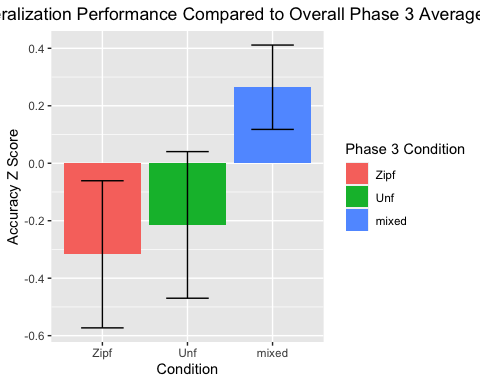 Performance Compared to Overall Phase 3 Average
0.4
0.2
0.0
-0.2
-0.4
-0.6
Accuracy Z Score
Zipf
Unf
mixed
Condition
Phase 3 Condition
Zipf
Unf
mixed